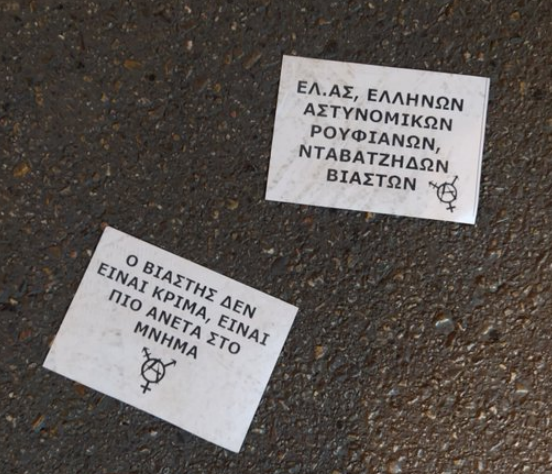 ΕΛ.ΑΣ, ΕΛΛΗΝΩΝ
ΑΣΤΥΝΟΜΙΚΩΝ
ΡΟΥΦΙΑΝΩΝ,
ΝΤΑΒΑΤΖΗΔΩΝ
ΒΙΑΣΤΩΝ
Ο ΒΙΑΣΤΗΣ ΔΕΝ
ΕΙΝΑΙ ΚΡΙΜΑ, ΕΙΝΑΙ
ΠΙΟ ΑΝΕΤΑ ΣΤΟ
ΜΝΗΜΑ